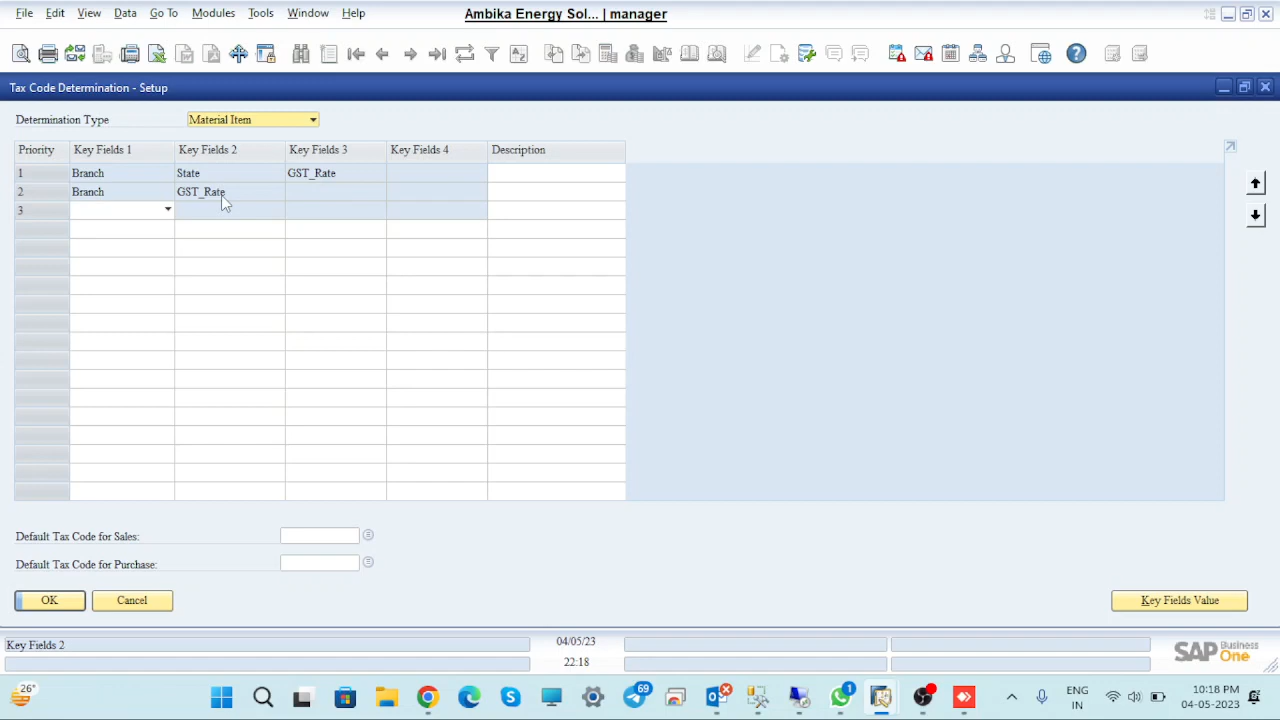 File Edit View Data Go To Modules Tools Window Help
Ambika Energy Sol... | manager
Tax Code Determination - Setup
Determination Type Material Item
Priority Key Fields 1 Key Fields 2 Key Fields 3 Key Fields 4 Description
1 Branch State GST_Rate
2 Branch GST_Rate
3
Default Tax Code for Sales:
Default Tax Code for Purchase:
OK Cancel Key Fields Value
Key Fields 2 04/05/23
22:18
SAP Business One
26° 69 1 ENG IN 10:18 PM 04-05-2023